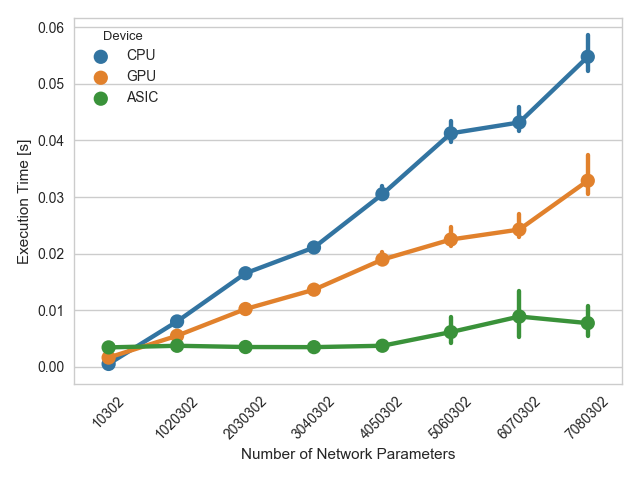 0.06
0.05
0.04
0.03
0.02
0.01
0.00
Execution Time [s]
Device
CPU
GPU
ASIC
10302
1020302
2030302
3040302
4050302
5060302
6070302
7080302
Number of Network Parameters